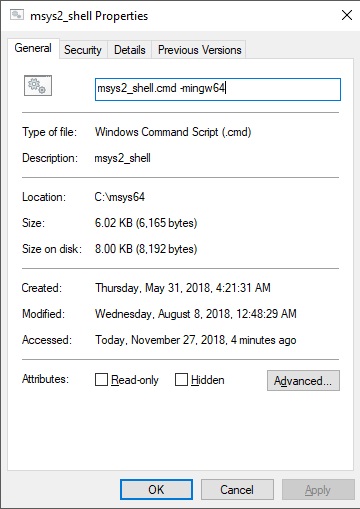 msys2_shell Properties
General Security Details Previous Versions
msys2_shell.cmd -mingw64
Type of file: Windows Command Script (.cmd)
Description: msys2_shell
Location: C:\msys64
Size: 6.02 KB (6,165 bytes)
Size on disk: 8.00 KB (8,192 bytes)
Created: Thursday, May 31, 2018, 4:21:31 AM
Modified: Wednesday, August 8, 2018, 12:48:29 AM
Accessed: Today, November 27, 2018, 4 minutes ago
Attributes: Read-only Hidden Advanced...
OK Cancel Apply